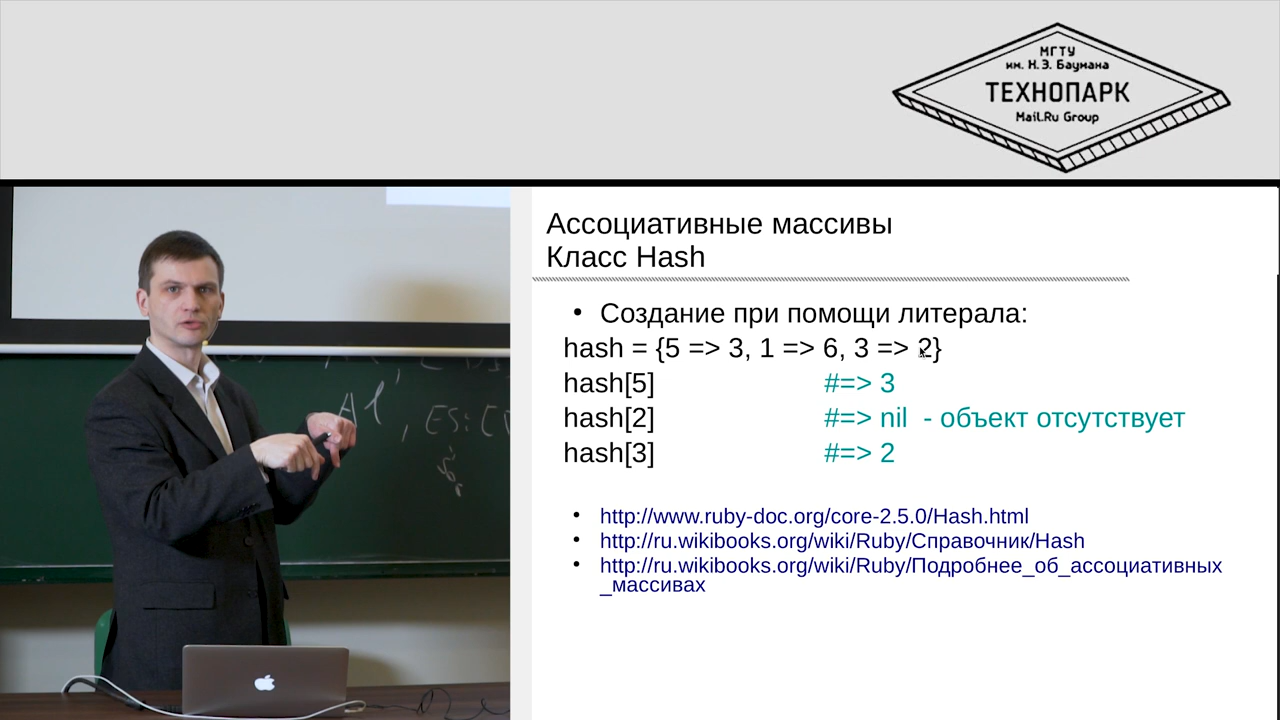 МГТУ
им. Н.Э. Баумана
ТЕХНОПАРК
Mail.Ru Group
Ассоциативные массивы
Класс Hash
• Создание при помощи литерала:
hash = {5 => 3, 1 => 6, 3 => 2}
hash[5] #=> 3
hash[2] #=> nil - объект отсутствует
hash[3] #=> 2
• http://www.ruby-doc.org/core-2.5.0/Hash.html
• http://ru.wikibooks.org/wiki/Ruby/Справочник/Hash
• http://ru.wikibooks.org/wiki/Ruby/Подробнее_об_ассоциативных
_массивах